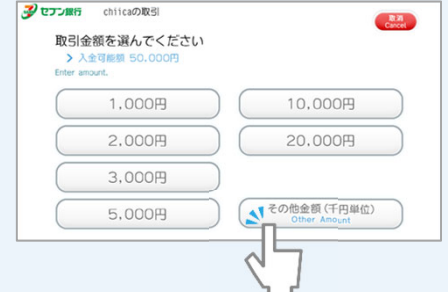 セブン銀行 chiicaの取引
取消
Cancel
取引金額を選んでください
> 入金可能額 50,000円
Enter amount.
1,000円
10,000円
2,000円
20,000円
3,000円
5,000円
その他金額(千円単位)
Other Amount